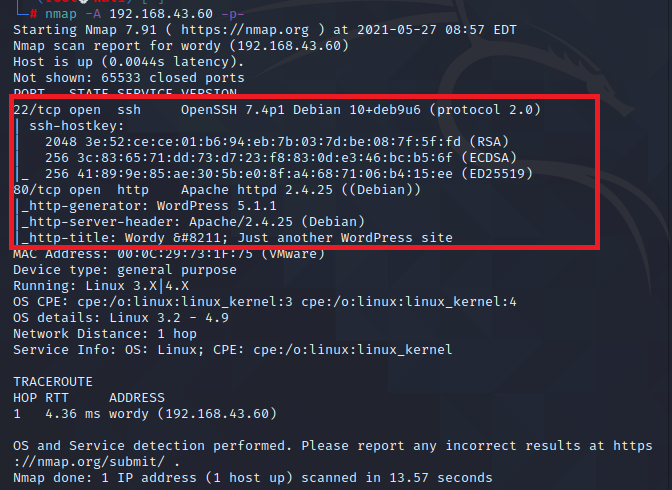 # nmap -A 192.168.43.60 -p-
Starting Nmap 7.91 ( https://nmap.org ) at 2021-05-27 08:57 EDT
Nmap scan report for wordy (192.168.43.60)
Host is up (0.0044s latency).
Not shown: 65533 closed ports
PORT   STATE SERVICE VERSION
22/tcp open  ssh     OpenSSH 7.4p1 Debian 10+deb9u6 (protocol 2.0)
| ssh-hostkey:
|   2048 3e:52:ce:ce:01:b6:94:eb:7b:03:7d:be:08:7f:5f:fd (RSA)
|   256 3c:83:65:71:dd:73:d7:23:f8:83:0d:e3:46:bc:b5:6f (ECDSA)
|_  256 41:89:9e:85:ae:30:5b:e0:8f:a4:68:71:06:b4:15:ee (ED25519)
80/tcp open  http    Apache httpd 2.4.25 ((Debian))
|_http-generator: WordPress 5.1.1
|_http-server-header: Apache/2.4.25 (Debian)
|_http-title: Wordy &#8211; Just another WordPress site
MAC Address: 00:0C:29:73:1F:75 (VMware)
Device type: general purpose
Running: Linux 3.X|4.X
OS CPE: cpe:/o:linux:linux_kernel:3 cpe:/o:linux:linux_kernel:4
OS details: Linux 3.2 - 4.9
Network Distance: 1 hop
Service Info: OS: Linux; CPE: cpe:/o:linux:linux_kernel
TRACEROUTE
HOP RTT     ADDRESS
1   4.36 ms wordy (192.168.43.60)
OS and Service detection performed. Please report any incorrect results at https
://nmap.org/submit/ .
Nmap done: 1 IP address (1 host up) scanned in 13.57 seconds